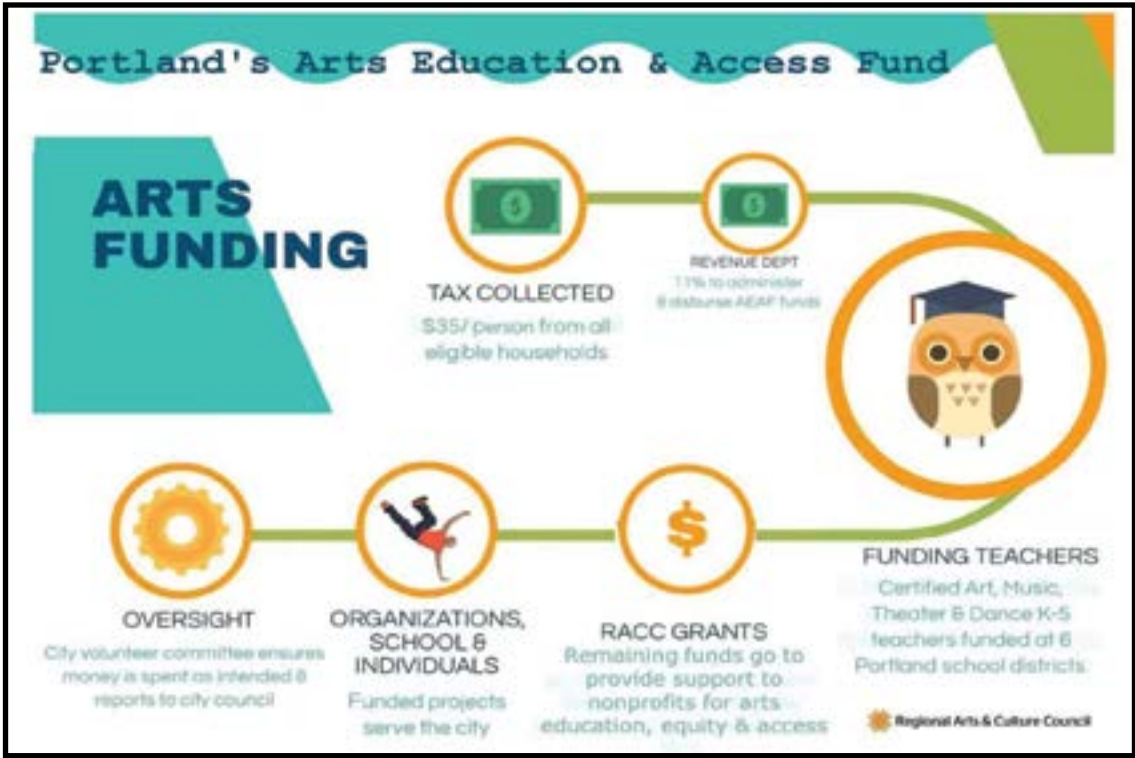 Portland's Arts Education & Access Fund
ARTS
FUNDING
TAX COLLECTED
$35/ person from all
eligible households
REVENUE DEPT
to administer
& disburse AEAF funds
FUNDING TEACHERS
Certified Art, Music,
Theater & Dance K-5
teachers funded at 6
Portland school districts
RACC GRANTS
Remaining funds go to
provide support to
nonprofits for arts
education, equity & access
ORGANIZATIONS,
SCHOOL &
INDIVIDUALS
Funded projects
serve the city
OVERSIGHT
City volunteer committee ensures
money is spent as intended &
reports to city council
Regional Arts & Culture Council